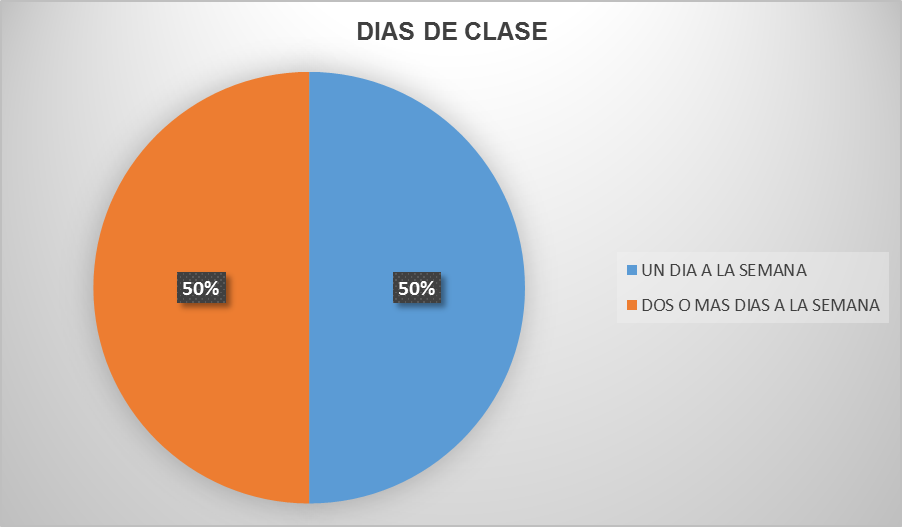 DIAS DE CLASE
50%
50%
UN DIA A LA SEMANA
DOS O MAS DIAS A LA SEMANA